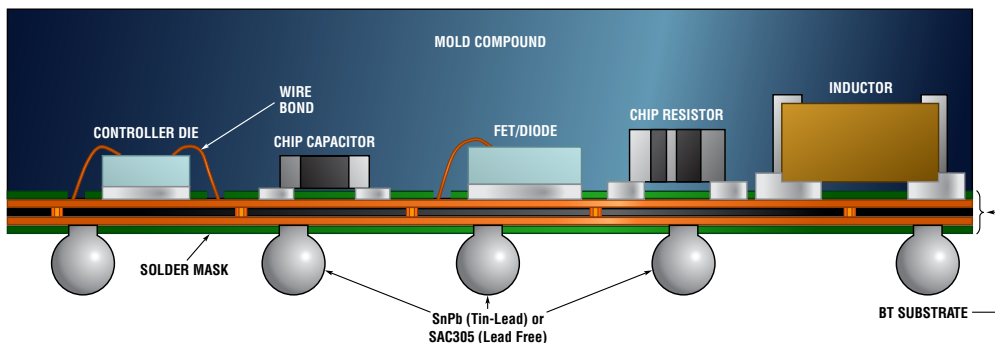 MOLD COMPOUND
INDUCTOR
WIRE
BOND
CONTROLLER DIE
CHIP CAPACITOR
FET/DIODE
CHIP RESISTOR
SOLDER MASK
SnPb (Tin-Lead) or
SAC305 (Lead Free)
BT SUBSTRATE